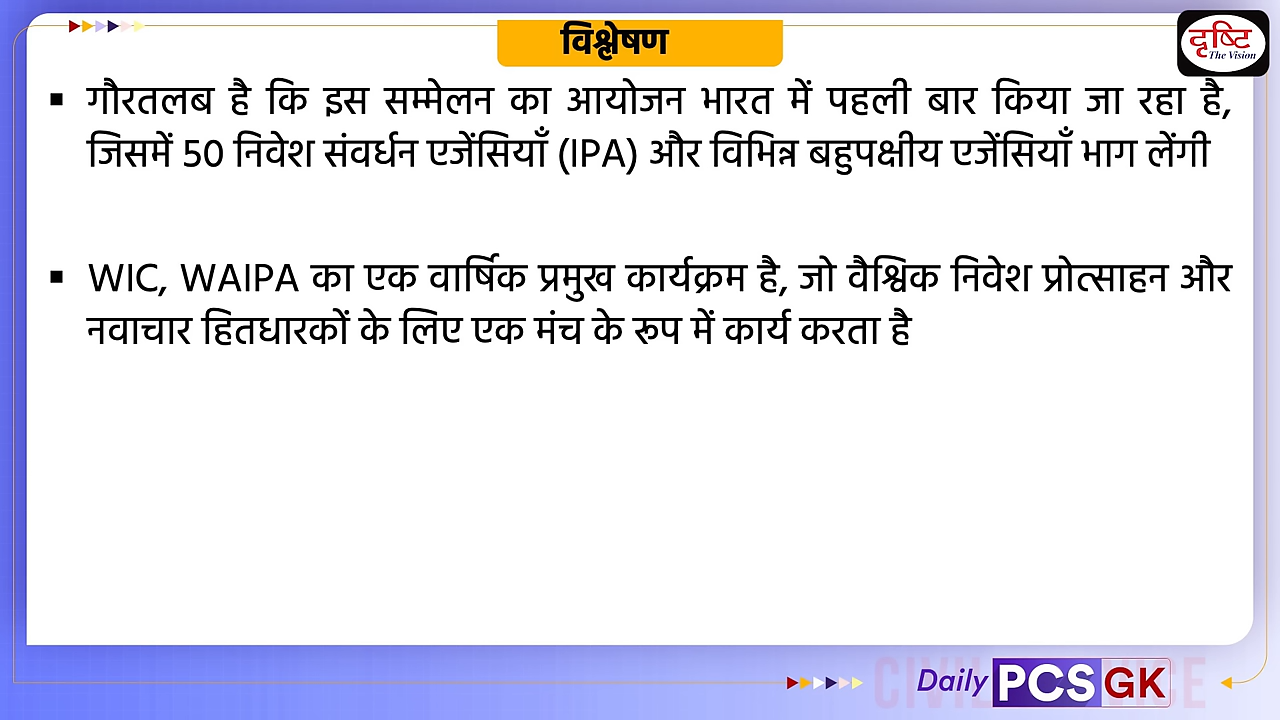 विश्लेषण
दृष्टि
The Vision
▪ गौरतलब है कि इस सम्मेलन का आयोजन भारत में पहली बार किया जा रहा है,
जिसमें 50 निवेश संवर्धन एजेंसियाँ (IPA) और विभिन्न बहुपक्षीय एजेंसियाँ भाग लेंगी
▪ WIC, WAIPA का एक वार्षिक प्रमुख कार्यक्रम है, जो वैश्विक निवेश प्रोत्साहन और
नवाचार हितधारकों के लिए एक मंच के रूप में कार्य करता है
Daily PCS GK